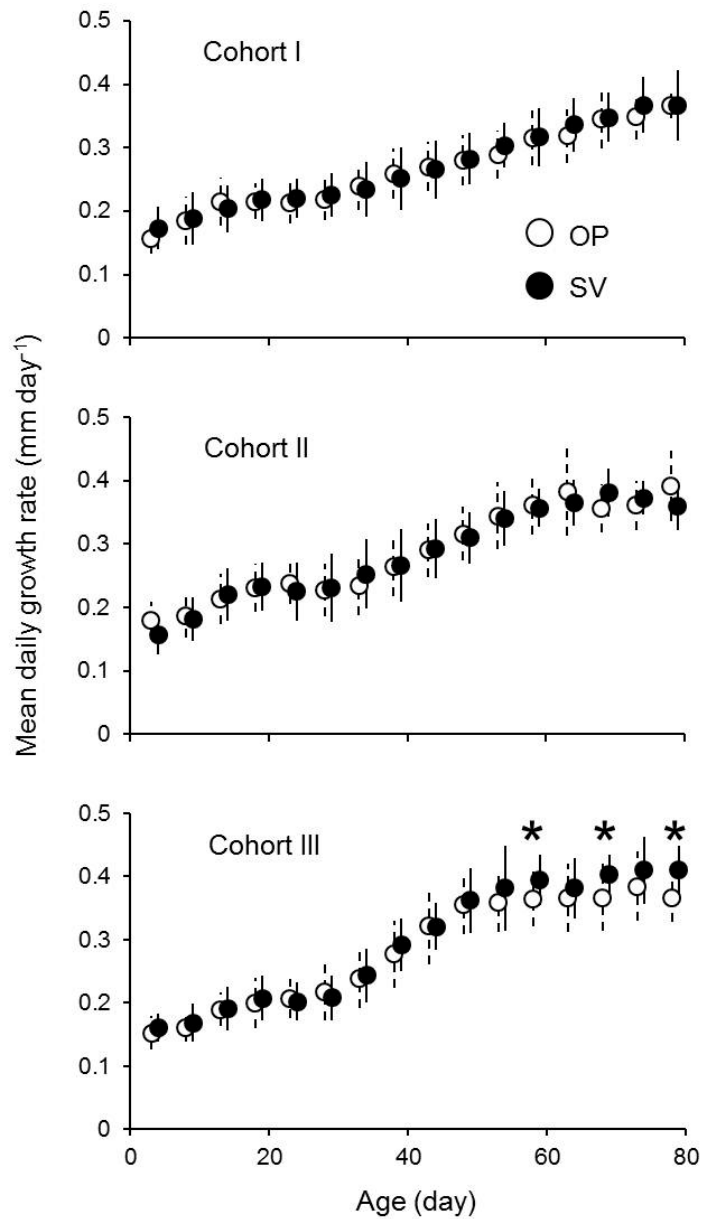 0.5
Cohort I
0.4
0.3
OP
0.2
SV
0.1
0
0.5
Cohort II
0.4
0.3
0.2
0.1
0
Mean daily growth rate (mm day⁻¹)
0.5
* * *
Cohort III
0.4
0.3
0.2
0.1
0
0 20 40 60 80
Age (day)